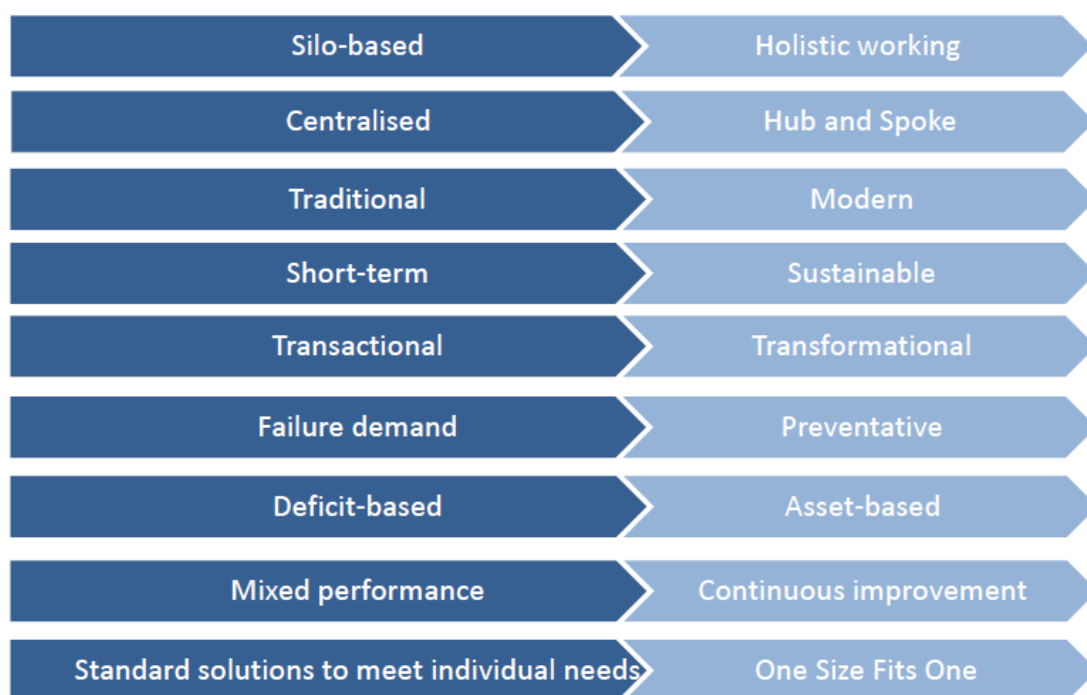 Silo-based
Holistic working
Centralised
Hub and Spoke
Traditional
Modern
Short-term
Sustainable
Transactional
Transformational
Failure demand
Preventative
Deficit-based
Asset-based
Mixed performance
Continuous improvement
Standard solutions to meet individual needs
One Size Fits One